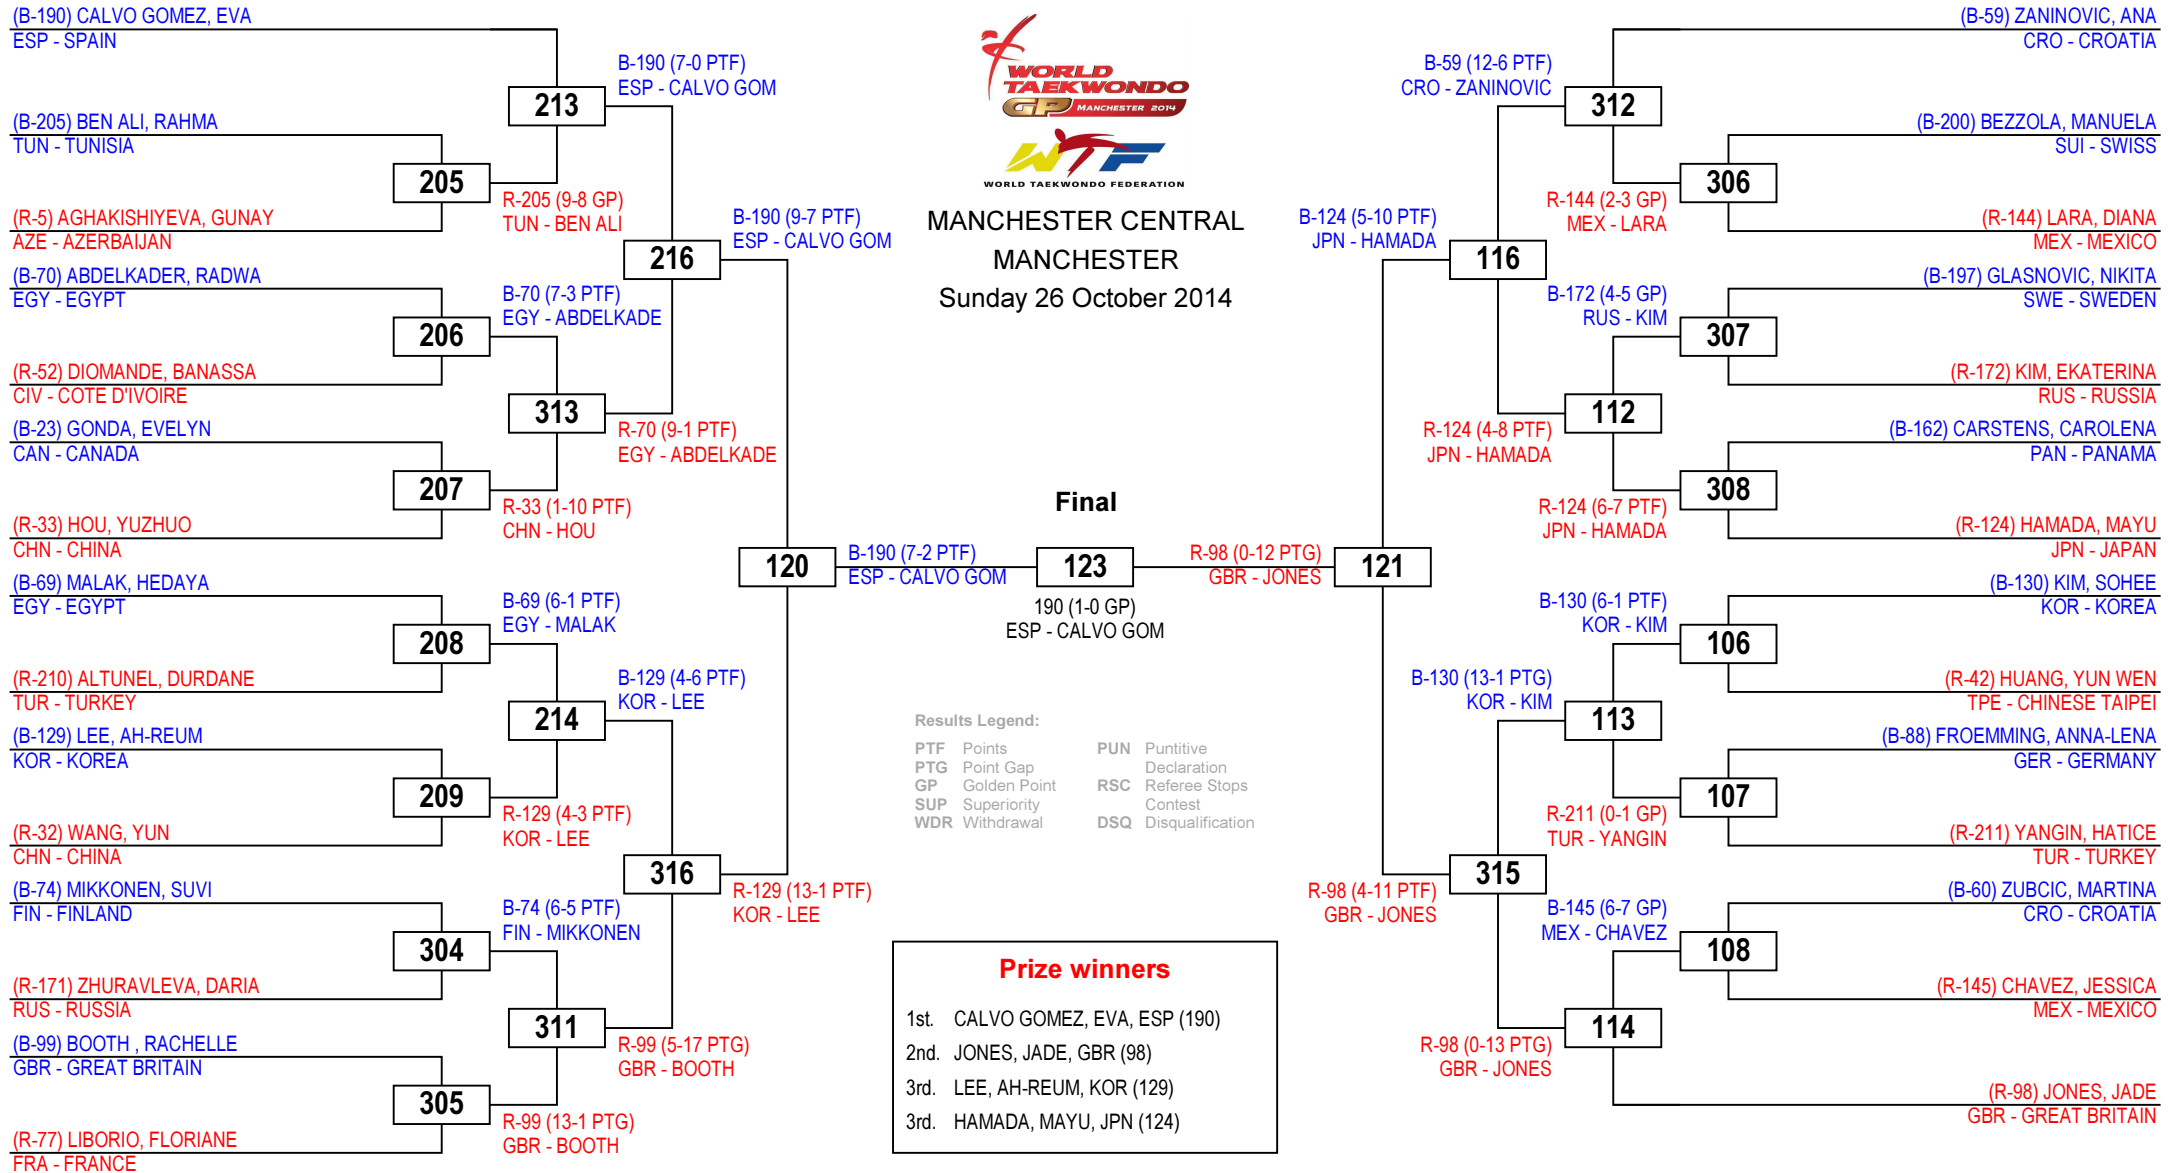 (B-190) CALVO GOMEZ, EVA
ESP - SPAIN
(B-205) BEN ALI, RAHMA
TUN - TUNISIA
(R-5) AGHAKISHIYEVA, GUNAY
AZE - AZERBAIJAN
(B-70) ABDELKADER, RADWA
EGY - EGYPT
(R-52) DIOMANDE, BANASSA
CIV - COTE D'IVOIRE
(B-23) GONDA, EVELYN
CAN - CANADA
(R-33) HOU, YUZHUO
CHN - CHINA
(B-69) MALAK, HEDAYA
EGY - EGYPT
(R-210) ALTUNEL, DURDANE
TUR - TURKEY
(B-129) LEE, AH-REUM
KOR - KOREA
(R-32) WANG, YUN
CHN - CHINA
(B-74) MIKKONEN, SUVI
FIN - FINLAND
(R-171) ZHURAVLEVA, DARIA
RUS - RUSSIA
(B-99) BOOTH , RACHELLE
GBR - GREAT BRITAIN
(R-77) LIBORIO, FLORIANE
FRA - FRANCE
205
206
207
208
209
304
305
R-205 (9-8 GP)
TUN - BEN ALI
B-70 (7-3 PTF)
EGY - ABDELKADE
R-33 (1-10 PTF)
CHN - HOU
B-69 (6-1 PTF)
EGY - MALAK
R-129 (4-3 PTF)
KOR - LEE
B-74 (6-5 PTF)
FIN - MIKKONEN
R-99 (13-1 PTG)
GBR - BOOTH
213
313
214
311
B-190 (7-0 PTF)
ESP - CALVO GOM
R-70 (9-1 PTF)
EGY - ABDELKADE
B-129 (4-6 PTF)
KOR - LEE
R-99 (5-17 PTG)
GBR - BOOTH
216
316
B-190 (9-7 PTF)
ESP - CALVO GOM
R-129 (13-1 PTF)
KOR - LEE
120
B-190 (7-2 PTF)
ESP - CALVO GOM
WORLD
TAEKWONDO
GP MANCHESTER 2014
WTF
WORLD TAEKWONDO FEDERATION
MANCHESTER CENTRAL
MANCHESTER
Sunday 26 October 2014
Final
123
190 (1-0 GP)
ESP - CALVO GOM
Results Legend:
PTF Points
PTG Point Gap
GP Golden Point
SUP Superiority
WDR Withdrawal
PUN Puntitive
Declaration
RSC Referee Stops
Contest
DSQ Disqualification
Prize winners
1st. CALVO GOMEZ, EVA, ESP (190)
2nd. JONES, JADE, GBR (98)
3rd. LEE, AH-REUM, KOR (129)
3rd. HAMADA, MAYU, JPN (124)
R-98 (0-12 PTG)
GBR - JONES
121
B-124 (5-10 PTF)
JPN - HAMADA
R-98 (4-11 PTF)
GBR - JONES
116
315
B-59 (12-6 PTF)
CRO - ZANINOVIC
R-124 (4-8 PTF)
JPN - HAMADA
B-130 (13-1 PTG)
KOR - KIM
R-98 (0-13 PTG)
GBR - JONES
312
112
113
114
R-144 (2-3 GP)
MEX - LARA
B-172 (4-5 GP)
RUS - KIM
R-124 (6-7 PTF)
JPN - HAMADA
B-130 (6-1 PTF)
KOR - KIM
R-211 (0-1 GP)
TUR - YANGIN
B-145 (6-7 GP)
MEX - CHAVEZ
306
307
308
106
107
108
(B-59) ZANINOVIC, ANA
CRO - CROATIA
(B-200) BEZZOLA, MANUELA
SUI - SWISS
(R-144) LARA, DIANA
MEX - MEXICO
(B-197) GLASNOVIC, NIKITA
SWE - SWEDEN
(R-172) KIM, EKATERINA
RUS - RUSSIA
(B-162) CARSTENS, CAROLENA
PAN - PANAMA
(R-124) HAMADA, MAYU
JPN - JAPAN
(B-130) KIM, SOHEE
KOR - KOREA
(R-42) HUANG, YUN WEN
TPE - CHINESE TAIPEI
(B-88) FROEMMING, ANNA-LENA
GER - GERMANY
(R-211) YANGIN, HATICE
TUR - TURKEY
(B-60) ZUBCIC, MARTINA
CRO - CROATIA
(R-145) CHAVEZ, JESSICA
MEX - MEXICO
(R-98) JONES, JADE
GBR - GREAT BRITAIN